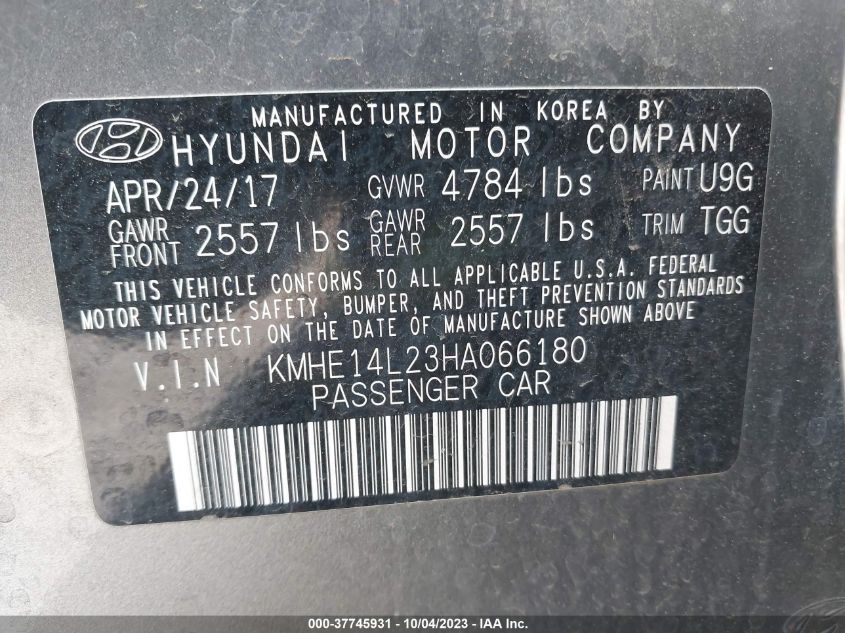 MANUFACTURED IN KOREA BY
HYUNDAI MOTOR COMPANY
APR/24/17 GVWR 4784 lbs PAINT U9G
GAWR FRONT 2557 lbs GAWR REAR 2557 lbs TRIM TGG
THIS VEHICLE CONFORMS TO ALL APPLICABLE U.S.A. FEDERAL
MOTOR VEHICLE SAFETY, BUMPER, AND THEFT PREVENTION STANDARDS
IN EFFECT ON THE DATE OF MANUFACTURE SHOWN ABOVE
V.I.N KMHE14L23HA066180
PASSENGER CAR
000-37745931 - 10/04/2023 - IAA Inc.